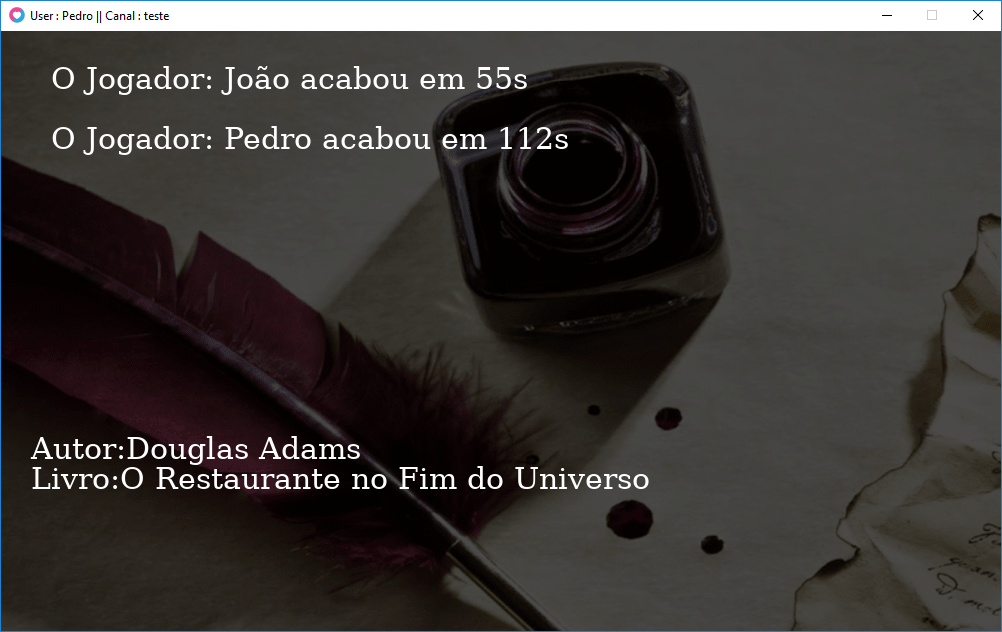 User : Pedro || Canal : teste
O Jogador: João acabou em 55s
O Jogador: Pedro acabou em 112s
Autor:Douglas Adams
Livro:O Restaurante no Fim do Universo